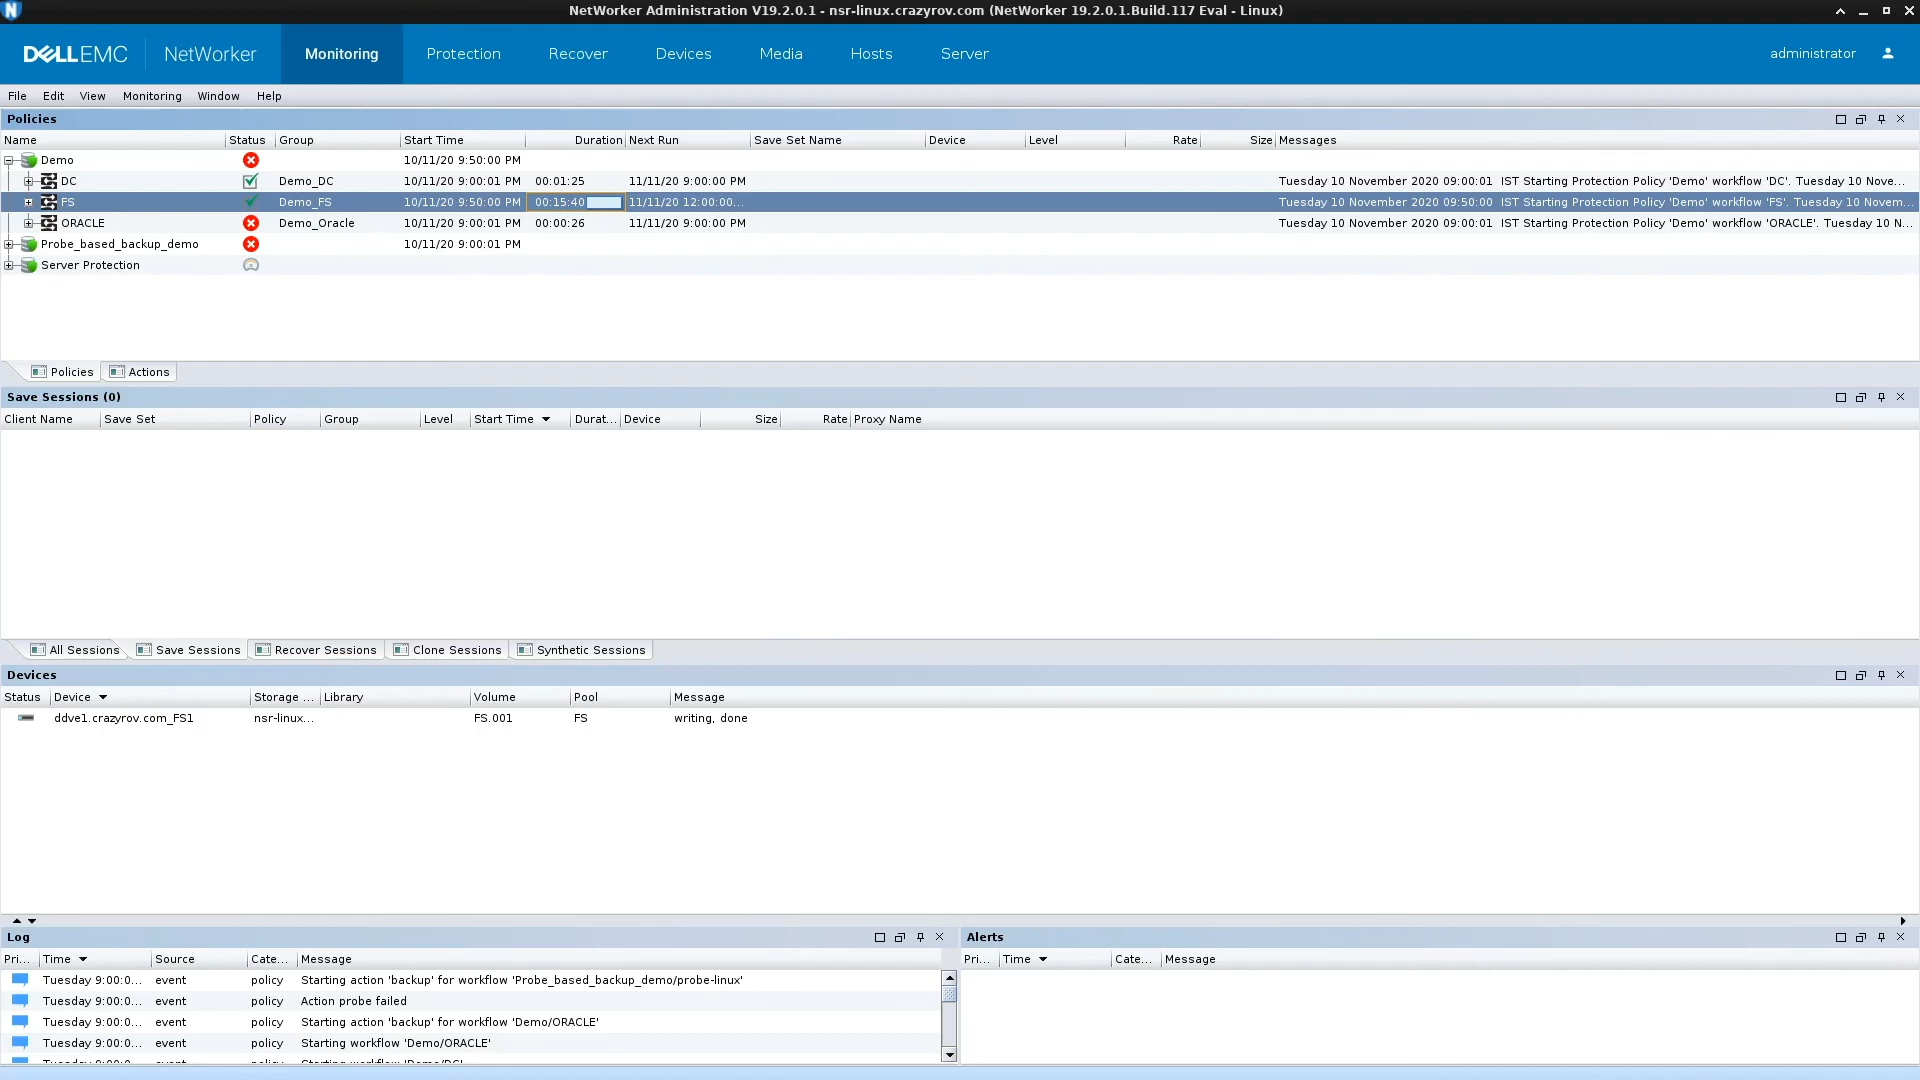 NetWorker Administration V19.2.0.1 - nsr-linux.crazyrov.com (NetWorker 19.2.0.1.Build.117 Eval - Linux)
DELLEMC NetWorker Monitoring Protection Recover Devices Media Hosts Server administrator
File Edit View Monitoring Window Help
Policies
Name Status Group Start Time Duration Next Run Save Set Name Device Level Rate Size Messages
Demo 10/11/20 9:50:00 PM
DC Demo_DC 10/11/20 9:00:01 PM 00:01:25 11/11/20 9:00:00 PM Tuesday 10 November 2020 09:00:01 IST Starting Protection Policy 'Demo' workflow 'DC'. Tuesday 10 Nove...
FS Demo_FS 10/11/20 9:50:00 PM 00:15:40 11/11/20 12:00:00... Tuesday 10 November 2020 09:50:00 IST Starting Protection Policy 'Demo' workflow 'FS'. Tuesday 10 Novem...
ORACLE Demo_Oracle 10/11/20 9:00:01 PM 00:00:26 11/11/20 9:00:00 PM Tuesday 10 November 2020 09:00:01 IST Starting Protection Policy 'Demo' workflow 'ORACLE'. Tuesday 10 N...
Probe_based_backup_demo 10/11/20 9:00:01 PM
Server Protection
Policies Actions
Save Sessions (0)
Client Name Save Set Policy Group Level Start Time Durat... Device Size Rate Proxy Name
All Sessions Save Sessions Recover Sessions Clone Sessions Synthetic Sessions
Devices
Status Device Storage ... Library Volume Pool Message
ddve1.crazyrov.com_FS1 nsr-linux... FS.001 FS writing, done
Log
Pri... Time Source Cate... Message
Tuesday 9:00:0... event policy Starting action 'backup' for workflow 'Probe_based_backup_demo/probe-linux'
Tuesday 9:00:0... event policy Action probe failed
Tuesday 9:00:0... event policy Starting action 'backup' for workflow 'Demo/ORACLE'
Tuesday 9:00:0... event policy Starting workflow 'Demo/ORACLE'
Alerts
Pri... Time Cate... Message